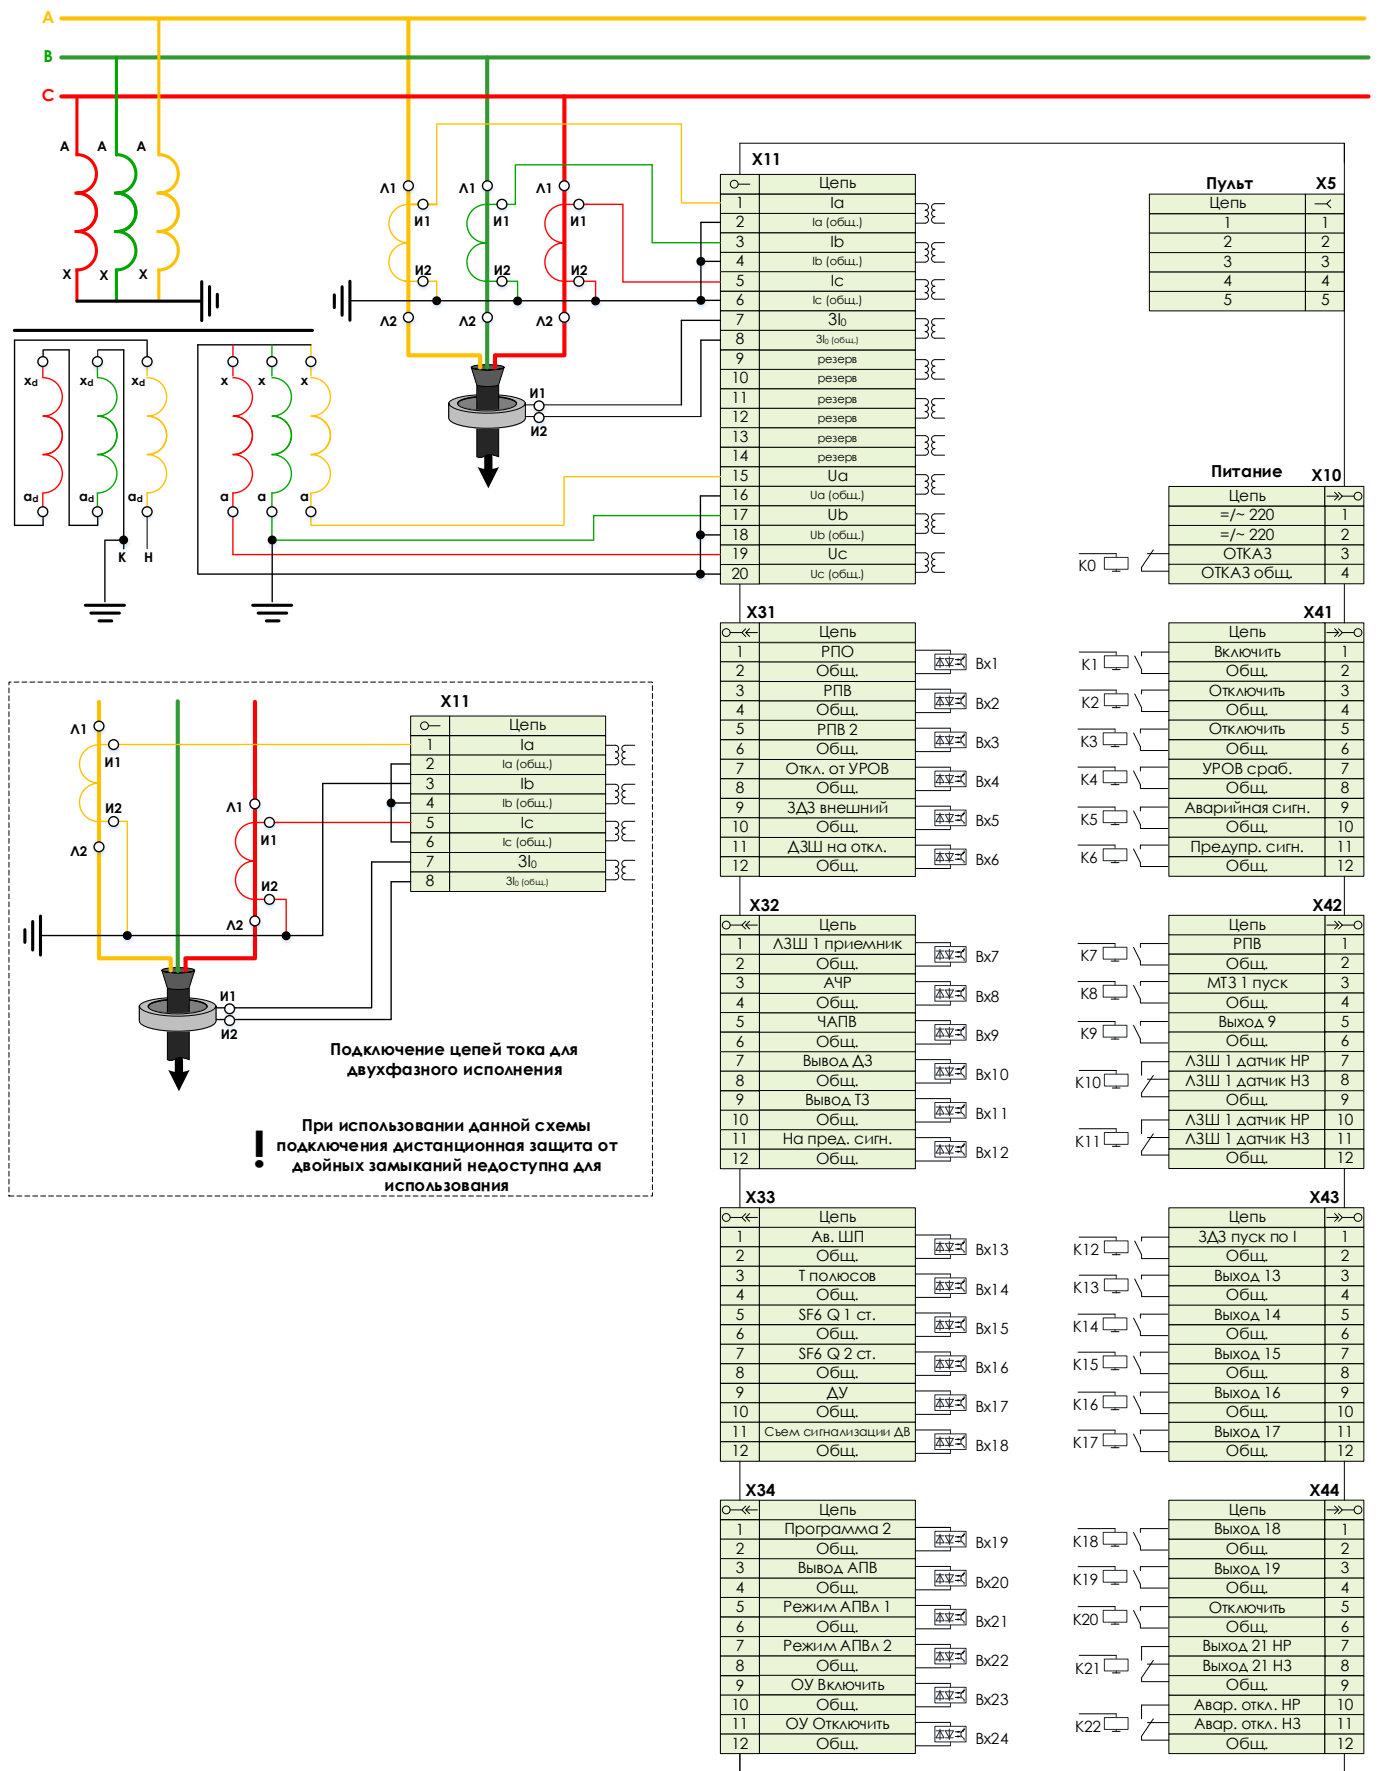 A
B
C
A A A
X X X
Λ1 Λ1 Λ1
И1 И1 И1
И2 И2 И2
Λ2 Λ2 Λ2
xd xd xd
ad ad ad
К Н
x x x
a a a
И1
И2
X11
Цепь
1 Ia
2 Ia (общ.)
3 Ib
4 Ib (общ.)
5 Ic
6 Ic (общ.)
7 3I0
8 3I0 (общ.)
9 резерв
10 резерв
11 резерв
12 резерв
13 резерв
14 резерв
15 Ua
16 Ua (общ.)
17 Ub
18 Ub (общ.)
19 Uc
20 Uc (общ.)
Пульт X5
Цепь
1 1
2 2
3 3
4 4
5 5
Питание X10
Цепь
=/~ 220 1
=/~ 220 2
К0 ОТКАЗ 3
ОТКАЗ общ. 4
X31
Цепь
1 РПО Вх1
2 Общ.
3 РПВ Вх2
4 Общ.
5 РПВ 2 Вх3
6 Общ.
7 Откл. от УРОВ Вх4
8 Общ.
9 ЗДЗ внешний Вх5
10 Общ.
11 ДЗШ на откл. Вх6
12 Общ.
X41
Цепь
К1 Включить 1
Общ. 2
К2 Отключить 3
Общ. 4
К3 Отключить 5
Общ. 6
К4 УРОВ сраб. 7
Общ. 8
К5 Аварийная сигн. 9
Общ. 10
К6 Предупр. сигн. 11
Общ. 12
X32
Цепь
1 ЛЗШ 1 приемник Вх7
2 Общ.
3 АЧР Вх8
4 Общ.
5 ЧАПВ Вх9
6 Общ.
7 Вывод ДЗ Вх10
8 Общ.
9 Вывод ТЗ Вх11
10 Общ.
11 На пред. сигн. Вх12
12 Общ.
X42
Цепь
К7 РПВ 1
Общ. 2
К8 МТЗ 1 пуск 3
Общ. 4
К9 Выход 9 5
Общ. 6
К10 ЛЗШ 1 датчик НР 7
ЛЗШ 1 датчик НЗ 8
Общ. 9
К11 ЛЗШ 1 датчик НР 10
ЛЗШ 1 датчик НЗ 11
Общ. 12
X33
Цепь
1 Ав. ШП Вх13
2 Общ.
3 Т полюсов Вх14
4 Общ.
5 SF6 Q 1 ст. Вх15
6 Общ.
7 SF6 Q 2 ст. Вх16
8 Общ.
9 ДУ Вх17
10 Общ.
11 Съем сигнализации ДВ Вх18
12 Общ.
X43
Цепь
К12 ЗДЗ пуск по I 1
Общ. 2
К13 Выход 13 3
Общ. 4
К14 Выход 14 5
Общ. 6
К15 Выход 15 7
Общ. 8
К16 Выход 16 9
Общ. 10
К17 Выход 17 11
Общ. 12
X34
Цепь
1 Программа 2 Вх19
2 Общ.
3 Вывод АПВ Вх20
4 Общ.
5 Режим АПВл 1 Вх21
6 Общ.
7 Режим АПВл 2 Вх22
8 Общ.
9 ОУ Включить Вх23
10 Общ.
11 ОУ Отключить Вх24
12 Общ.
X44
Цепь
К18 Выход 18 1
Общ. 2
К19 Выход 19 3
Общ. 4
К20 Отключить 5
Общ. 6
К21 Выход 21 НР 7
Выход 21 НЗ 8
Общ. 9
К22 Авар. откл. НР 10
Авар. откл. НЗ 11
Общ. 12
Λ1
И1
И2
Λ2
Λ1
И1
И2
Λ2
И1
И2
X11
Цепь
1 Ia
2 Ia (общ.)
3 Ib
4 Ib (общ.)
5 Ic
6 Ic (общ.)
7 3I0
8 3I0 (общ.)
Подключение цепей тока для
двухфазного исполнения
! При использовании данной схемы
подключения дистанционная защита от
двойных замыканий недоступна для
использования